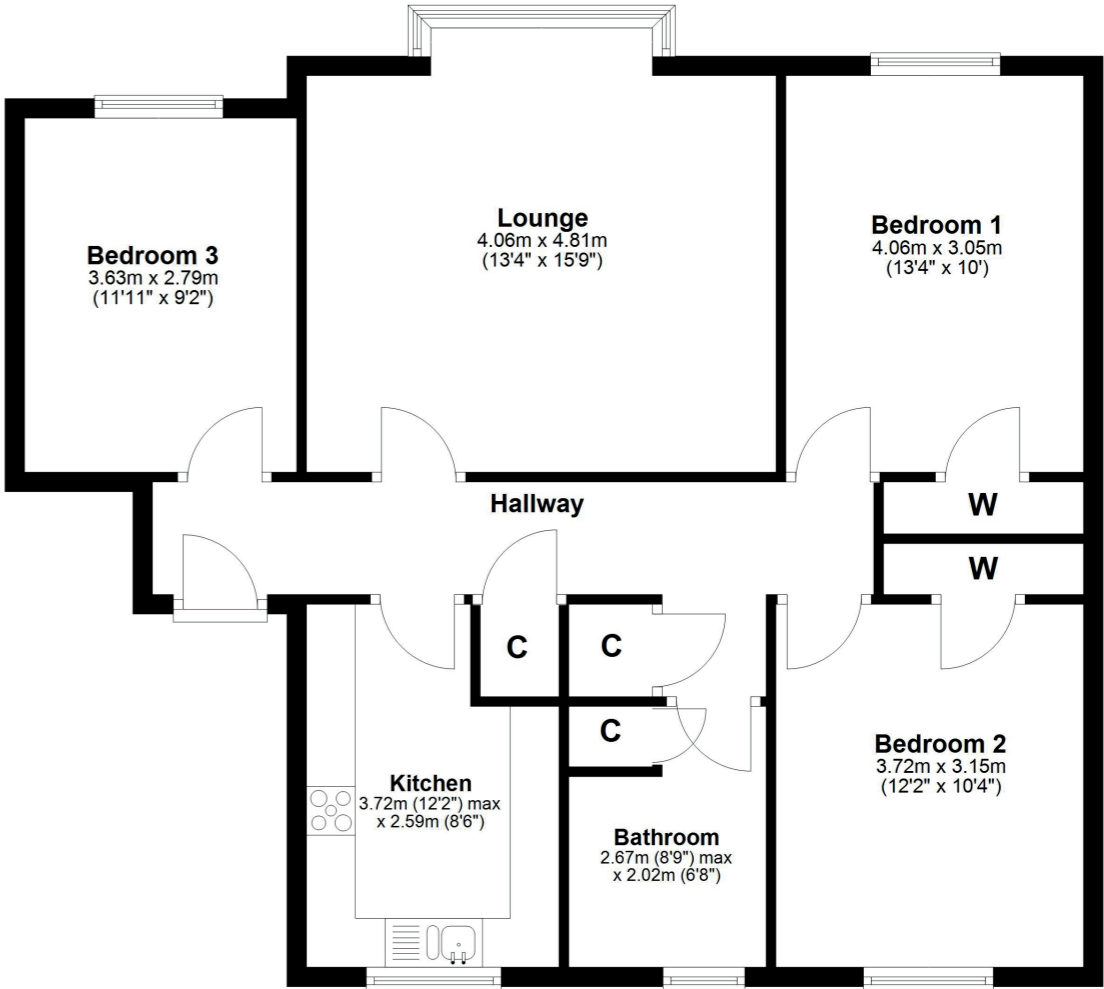 Lounge
4.06m x 4.81m
(13'4" x 15'9")
Bedroom 1
4.06m x 3.05m
(13'4" x 10')
Bedroom 3
3.63m x 2.79m
(11'11" x 9'2")
Hallway
W
W
C
C
C
Bedroom 2
3.72m x 3.15m
(12'2" x 10'4")
Kitchen
3.72m (12'2") max
x 2.59m (8'6")
Bathroom
2.67m (8'9") max
x 2.02m (6'8")